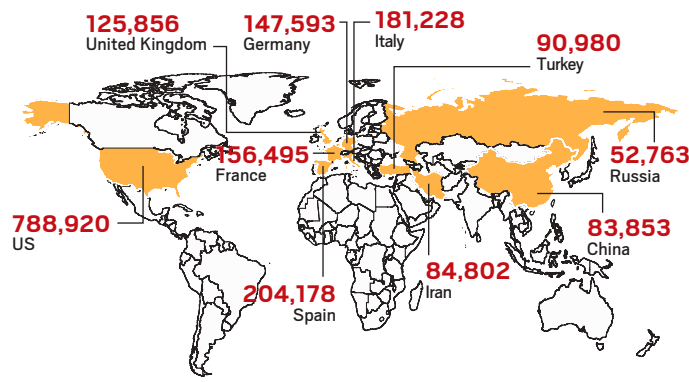 125,856
United Kingdom
147,593
Germany
181,228
Italy
90,980
Turkey
156,495
France
52,763
Russia
788,920
US
83,853
China
204,178
Spain
84,802
Iran